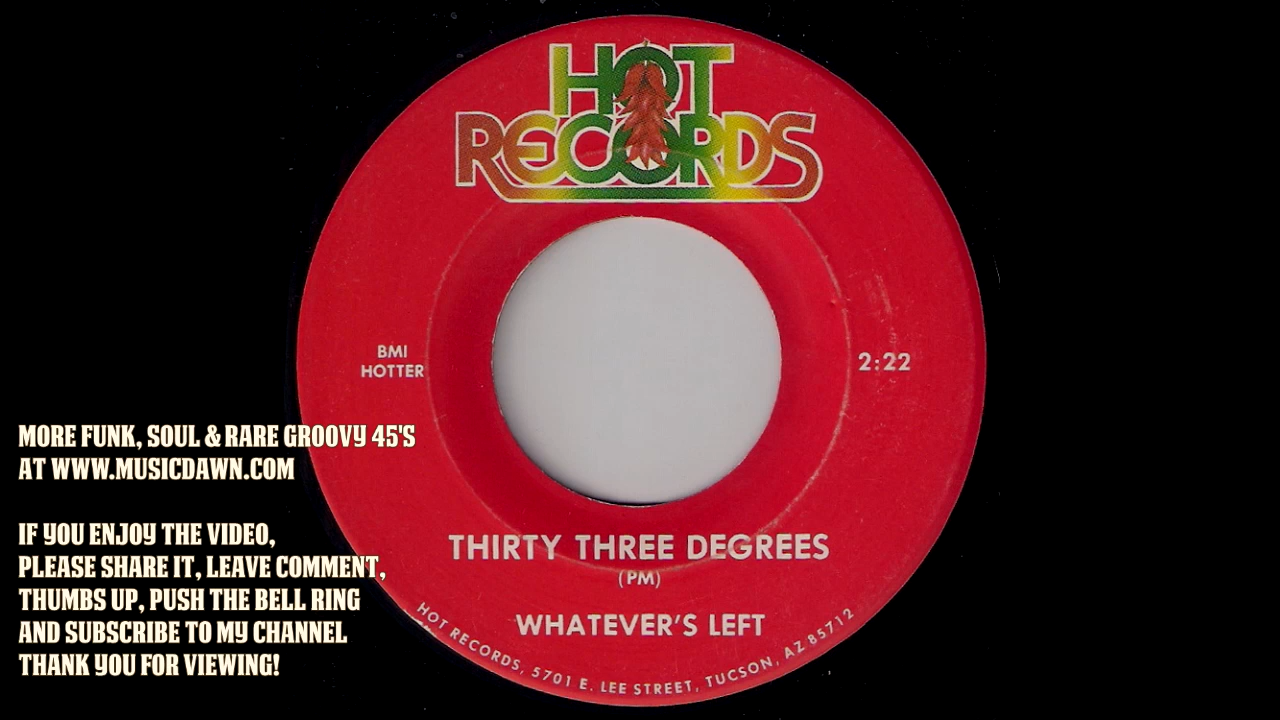 HOT
RECORDS
BMI
HOTTER
2:22
THIRTY THREE DEGREES
(PM)
WHATEVER'S LEFT
HOT RECORDS, 5701 E. LEE STREET, TUCSON, AZ 85712
MORE FUNK, SOUL & RARE GROOVY 45'S
AT WWW.MUSICDAWN.COM
IF YOU ENJOY THE VIDEO,
PLEASE SHARE IT, LEAVE COMMENT,
THUMBS UP, PUSH THE BELL RING
AND SUBSCRIBE TO MY CHANNEL
THANK YOU FOR VIEWING!